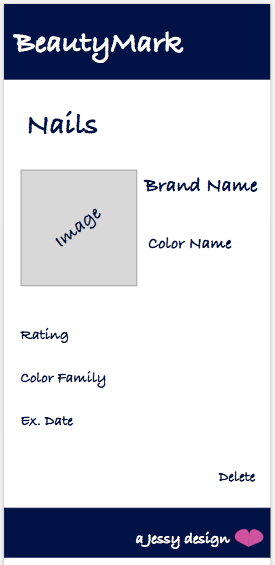 BeautyMark
Nails
Image
Brand Name
Color Name
Rating
Color Family
Ex. Date
Delete
a Jessy design